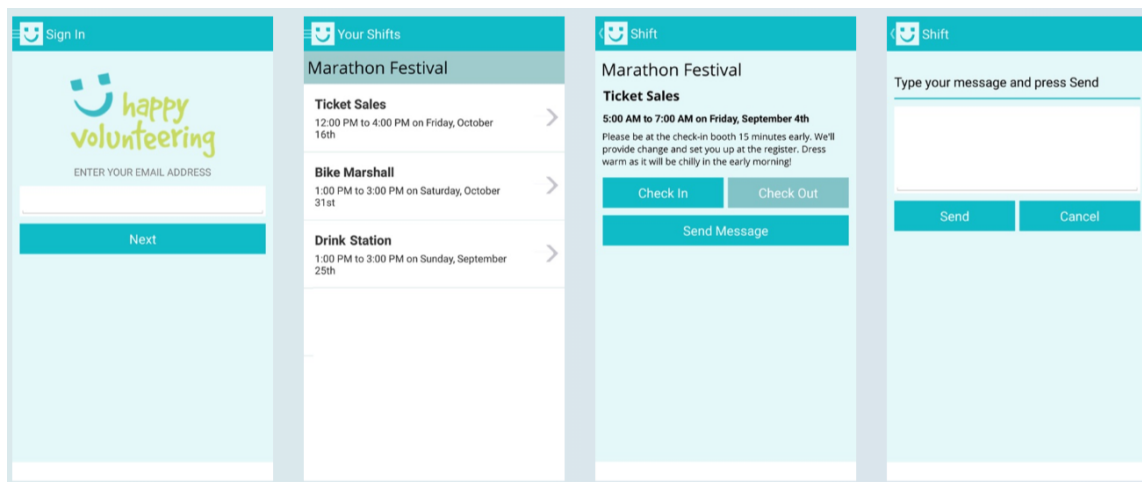 Sign In
happy
volunteering
ENTER YOUR EMAIL ADDRESS
Next
Your Shifts
Marathon Festival
Ticket Sales
12:00 PM to 4:00 PM on Friday, October
16th
Bike Marshall
1:00 PM to 3:00 PM on Saturday, October
31st
Drink Station
1:00 PM to 3:00 PM on Sunday, September
25th
Shift
Marathon Festival
Ticket Sales
5:00 AM to 7:00 AM on Friday, September 4th
Please be at the check-in booth 15 minutes early. We'll
provide change and set you up at the register. Dress
warm as it will be chilly in the early morning!
Check In
Check Out
Send Message
Shift
Type your message and press Send
Send
Cancel